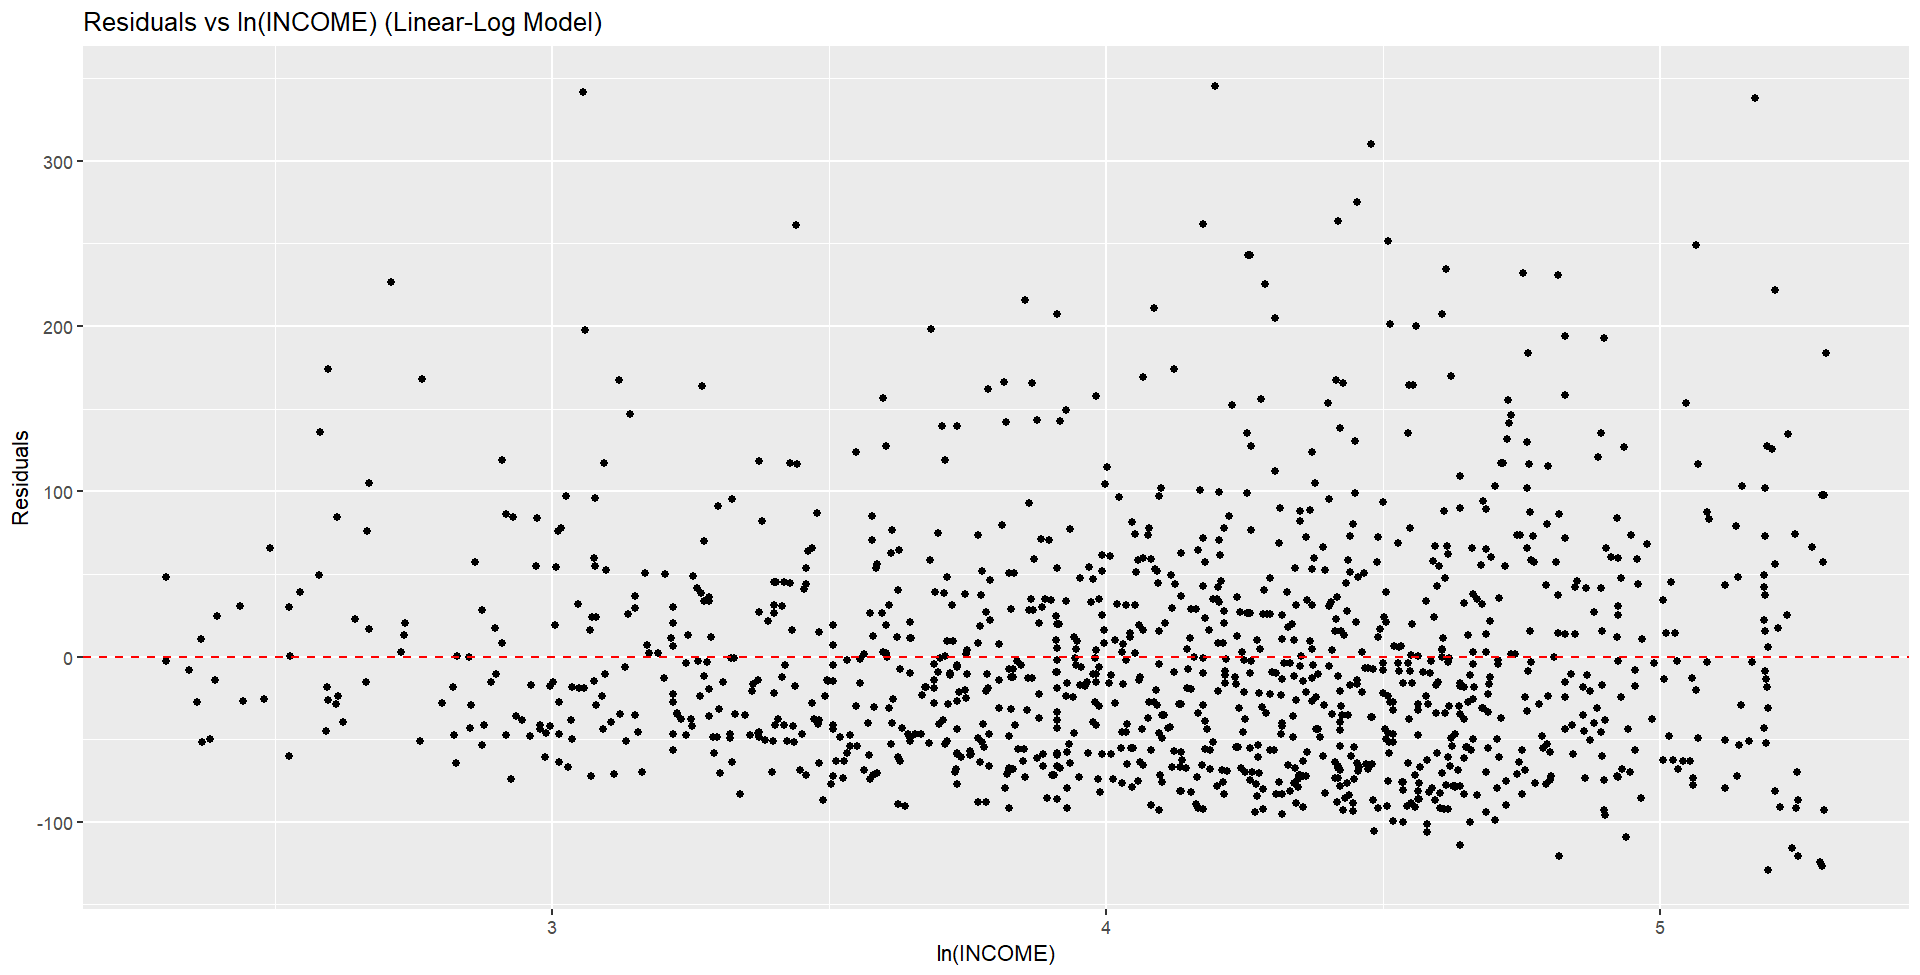 Residuals vs ln(INCOME) (Linear-Log Model)
Residuals
300
200
100
0
-100
3
4
5
ln(INCOME)